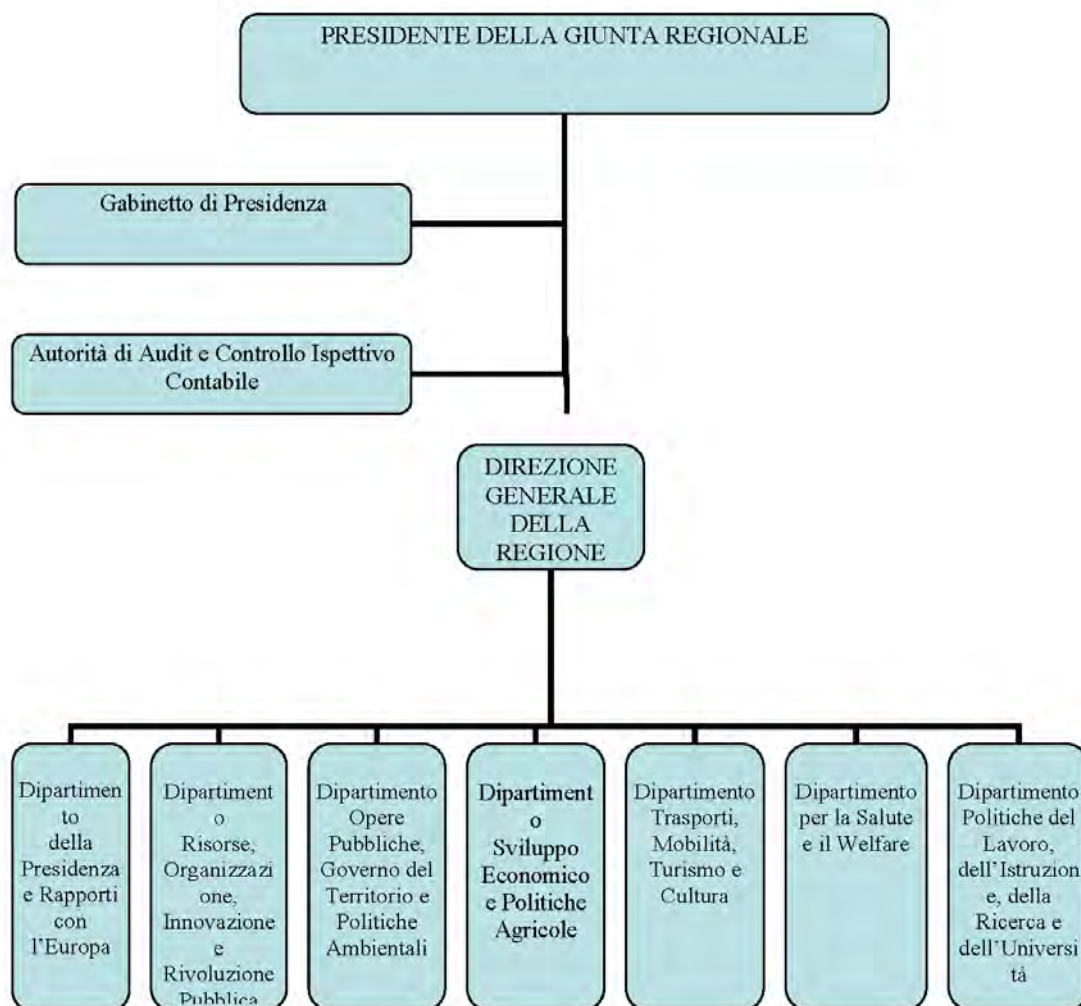 PRESIDENTE DELLA GIUNTA REGIONALE
Gabinetto di Presidenza
Autorità di Audit e Controllo Ispettivo
Contabile
DIREZIONE
GENERALE
DELLA
REGIONE
Dipartimen
to
della
Presidenza
e Rapporti
con
l'Europa
Dipartiment
o
Risorse,
Organizzazi
one,
Innovazione
e
Rivoluzione
Pubblica
Dipartimento
Opere
Pubbliche,
Governo del
Territorio e
Politiche
Ambientali
Dipartiment
o
Sviluppo
Economico
e Politiche
Agricole
Dipartimento
Trasporti,
Mobilità,
Turismo e
Cultura
Dipartimento
per la Salute
e il Welfare
Dipartimento
Politiche del
Lavoro,
dell'Istruzion
e, della
Ricerca e
dell'Universi
tà